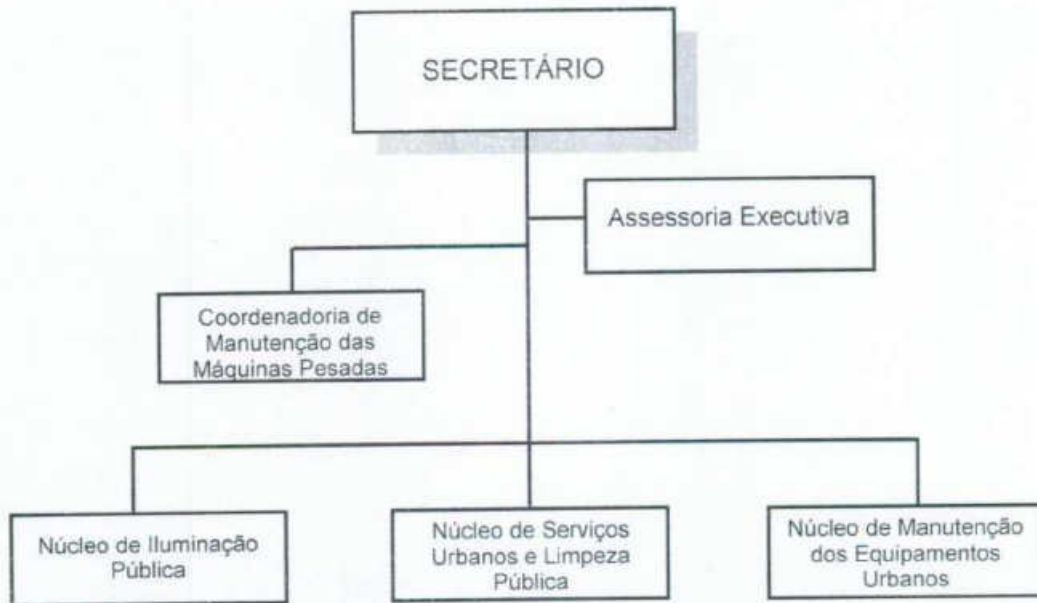 SECRETÁRIO
Assessoria Executiva
Coordenadoria de
Manutenção das
Máquinas Pesadas
Núcleo de Iluminação
Pública
Núcleo de Serviços
Urbanos e Limpeza
Pública
Núcleo de Manutenção
dos Equipamentos
Urbanos